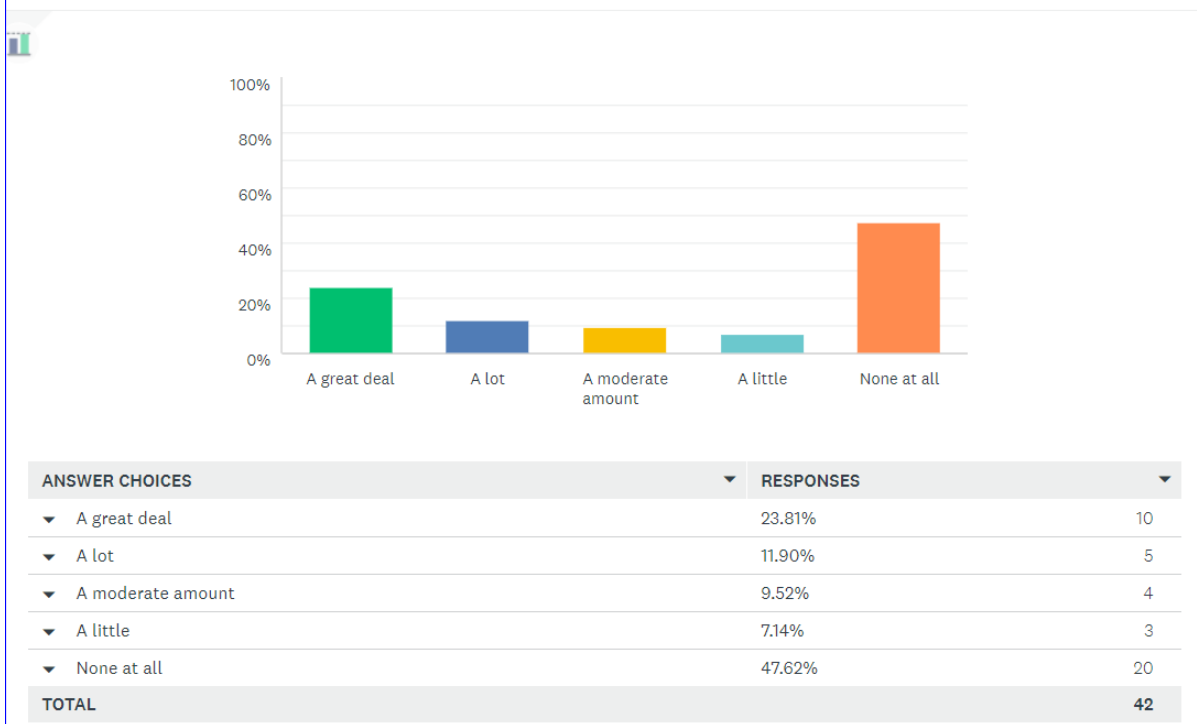 100%
80%
60%
40%
20%
0%
A great deal
A lot
A moderate
amount
A little
None at all
ANSWER CHOICES RESPONSES
A great deal 23.81% 10
A lot 11.90% 5
A moderate amount 9.52% 4
A little 7.14% 3
None at all 47.62% 20
TOTAL 42